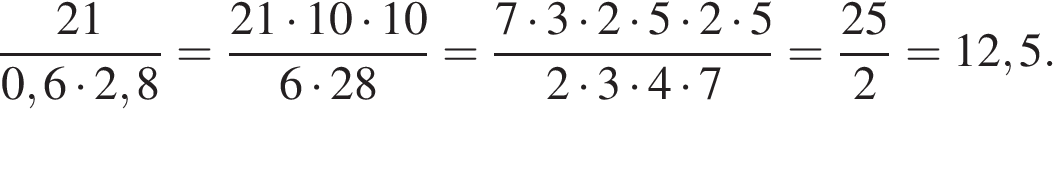 21/(0,6 · 2,8) = (21 · 10 · 10)/(6 · 28) = (7 · 3 · 2 · 5 · 2 · 5)/(2 · 3 · 4 · 7) = 25/2 = 12,5.